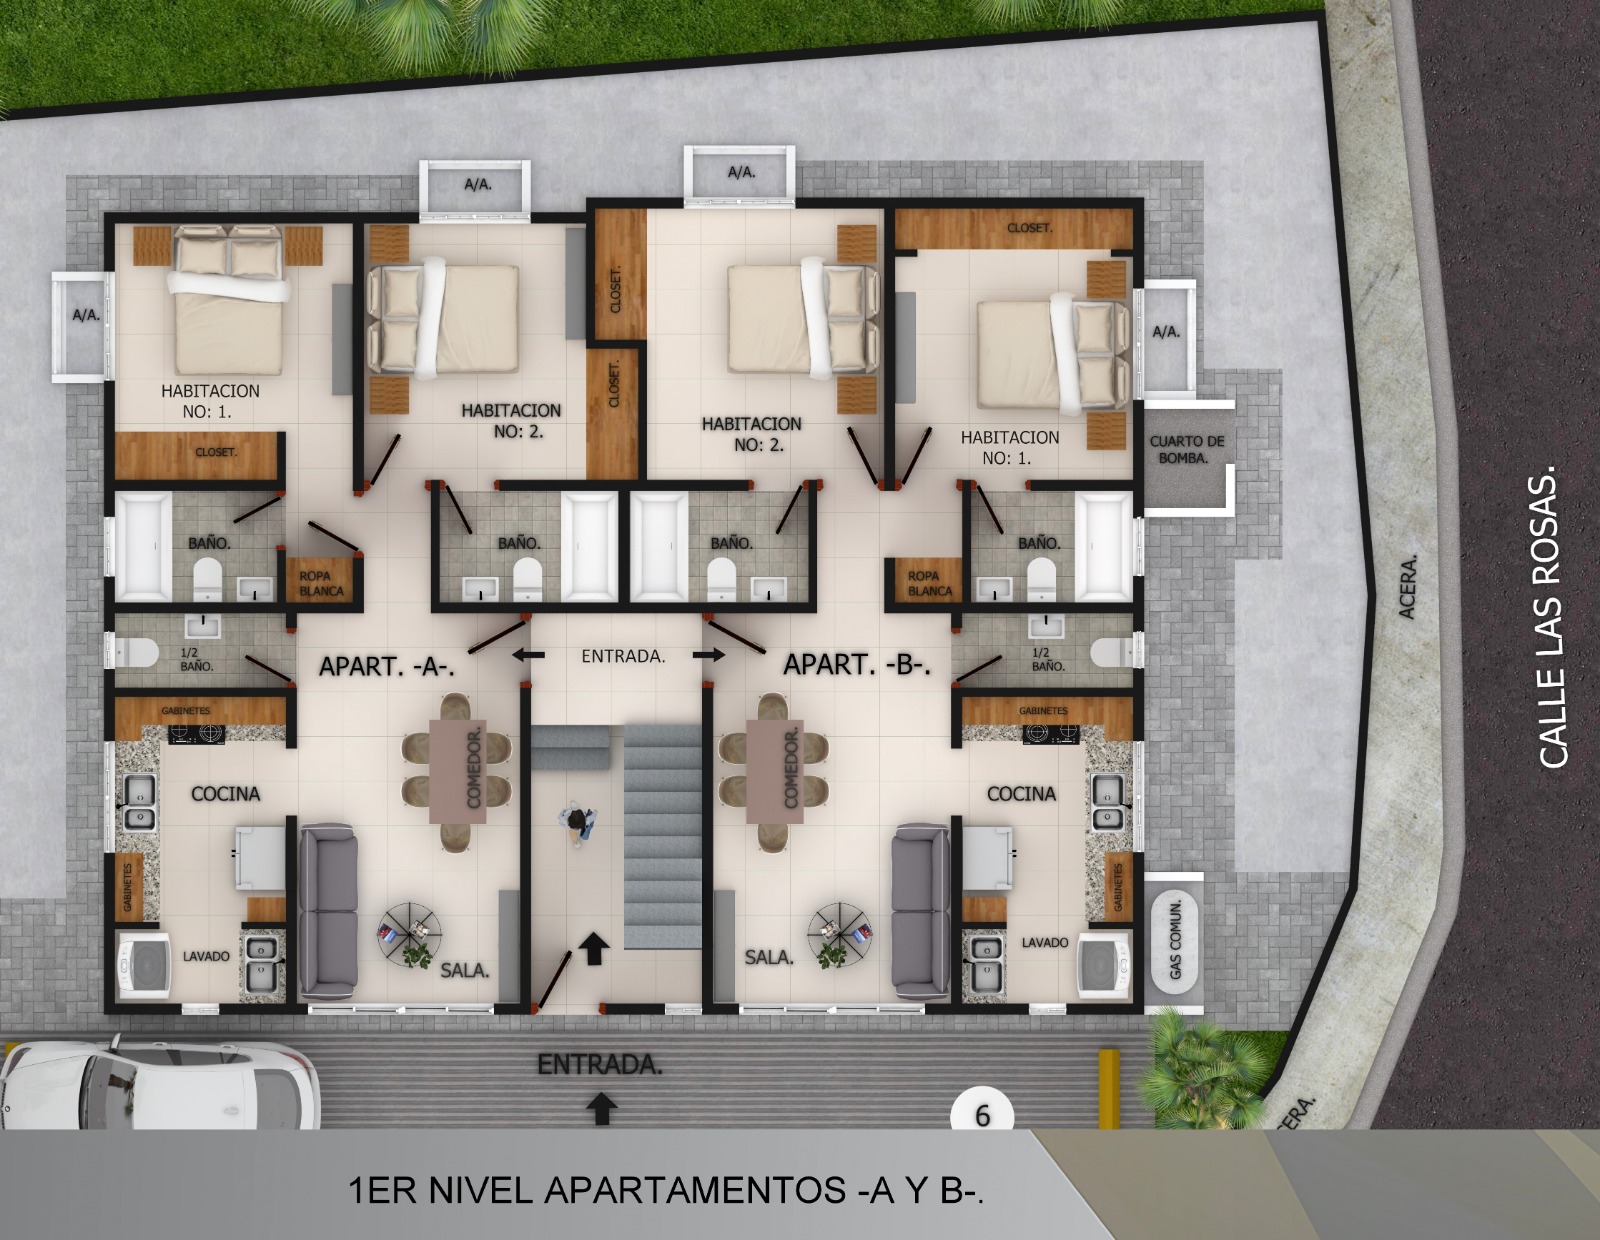 A/A.
A/A.
CLOSET.
A/A.
A/A.
CLOSET.
CLOSET.
HABITACION
NO: 1.
HABITACION
NO: 2.
HABITACION
NO: 2.
HABITACION
NO: 1.
CLOSET.
CUARTO DE
BOMBA.
BAÑO.
BAÑO.
BAÑO.
BAÑO.
ROPA
BLANCA
ROPA
BLANCA
ACERA.
CALLE LAS ROSAS.
1/2
BAÑO.
APART. -A-.
ENTRADA.
APART. -B-.
1/2
BAÑO.
GABINETES
GABINETES
COMEDOR.
COMEDOR.
COCINA
COCINA
GABINETES
GABINETES
LAVADO
SALA.
SALA.
LAVADO
GAS COMUN.
ENTRADA.
6
CERA.
1ER NIVEL APARTAMENTOS -A Y B-.